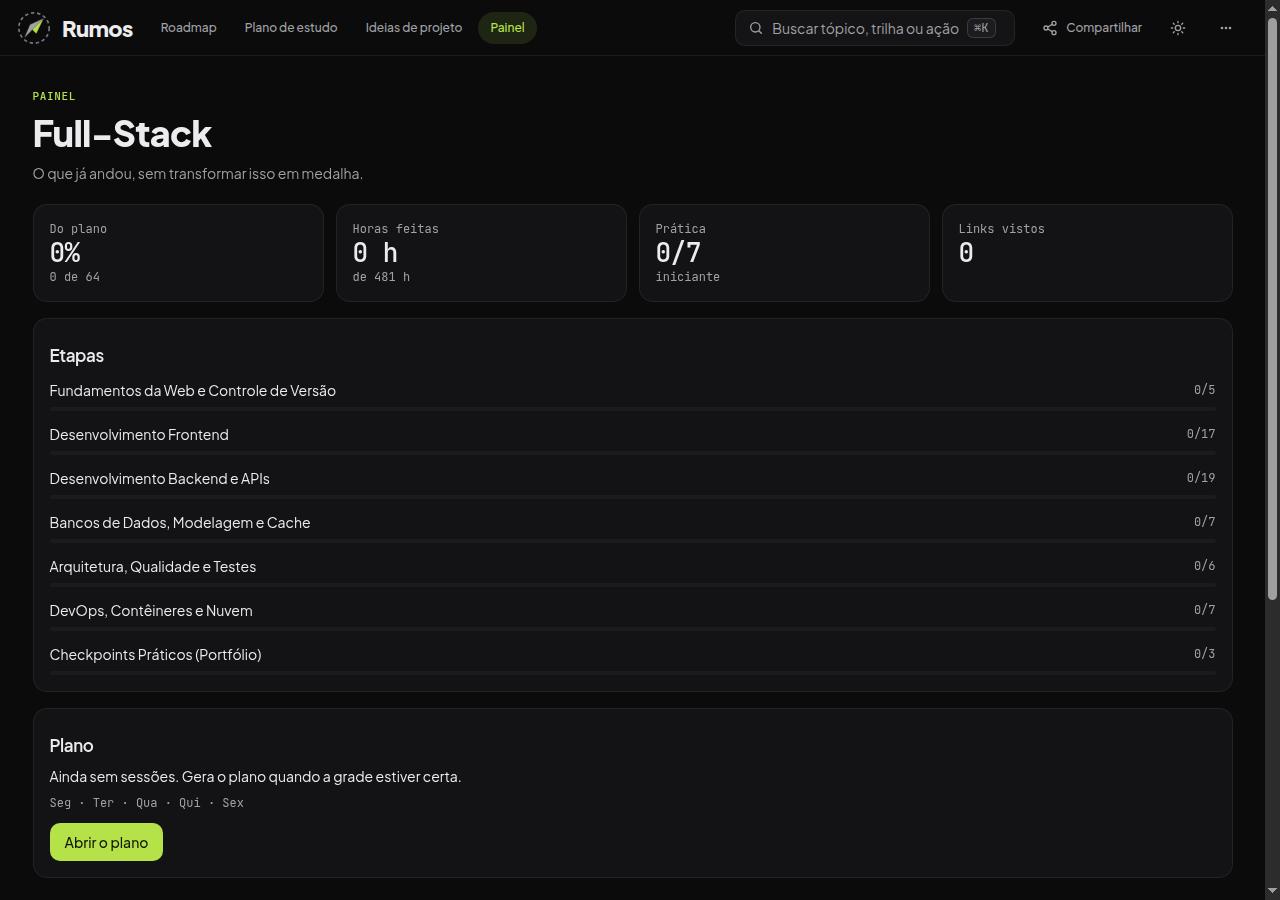 Rumos
Roadmap
Plano de estudo
Ideias de projeto
Painel
Buscar tópico, trilha ou ação ⌘K
Compartilhar
PAINEL
Full-Stack
O que já andou, sem transformar isso em medalha.
Do plano
0%
0 de 64
Horas feitas
0 h
de 481 h
Prática
0/7
iniciante
Links vistos
0
Etapas
Fundamentos da Web e Controle de Versão 0/5
Desenvolvimento Frontend 0/17
Desenvolvimento Backend e APIs 0/19
Bancos de Dados, Modelagem e Cache 0/7
Arquitetura, Qualidade e Testes 0/6
DevOps, Contêineres e Nuvem 0/7
Checkpoints Práticos (Portfólio) 0/3
Plano
Ainda sem sessões. Gera o plano quando a grade estiver certa.
Seg · Ter · Qua · Qui · Sex
Abrir o plano